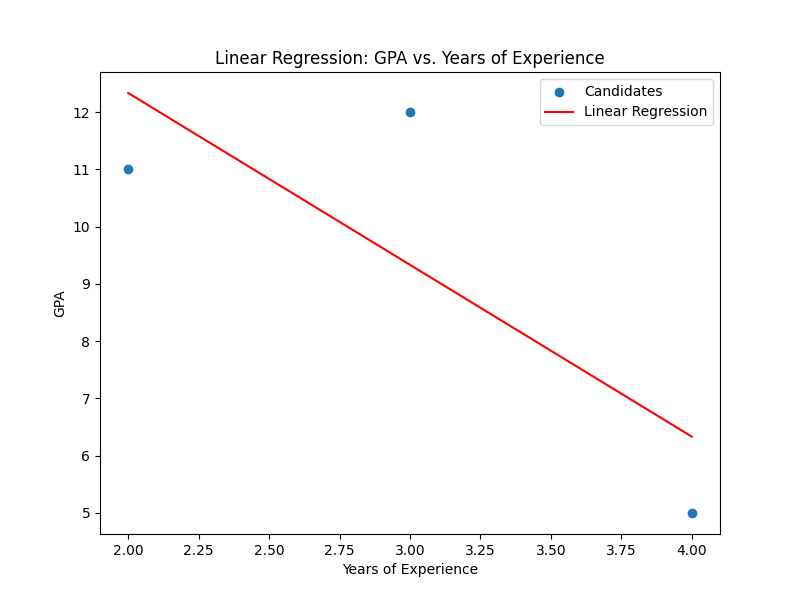 Linear Regression: GPA vs. Years of Experience
Candidates
Linear Regression
12
11
10
9
8
7
6
5
GPA
2.00 2.25 2.50 2.75 3.00 3.25 3.50 3.75 4.00
Years of Experience